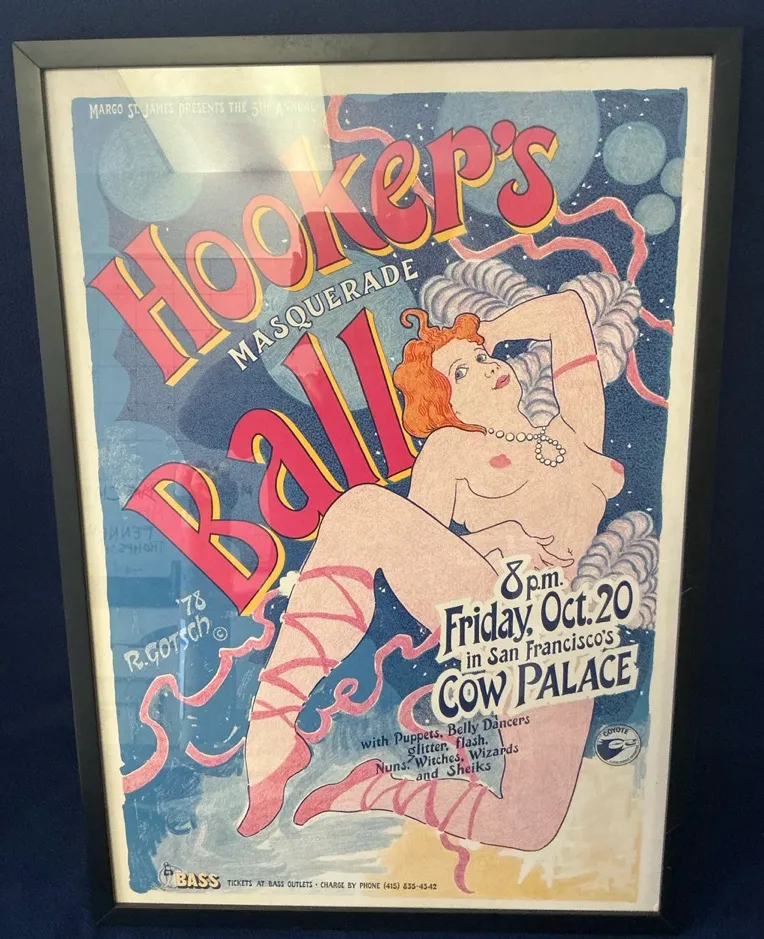 MARGO ST. JAMES PRESENTS THE 5TH ANNUAL
Hooker's
MASQUERADE
Ball
'78
R. GOTSCH ©
8 p.m.
Friday, Oct. 20
in San Francisco's
COW PALACE
with Puppets, Belly Dancers
glitter, flash,
Nuns, Witches, Wizards
and Sheiks
COYOTE
BASS TICKETS AT BASS OUTLETS • CHARGE BY PHONE (415) 835-4342